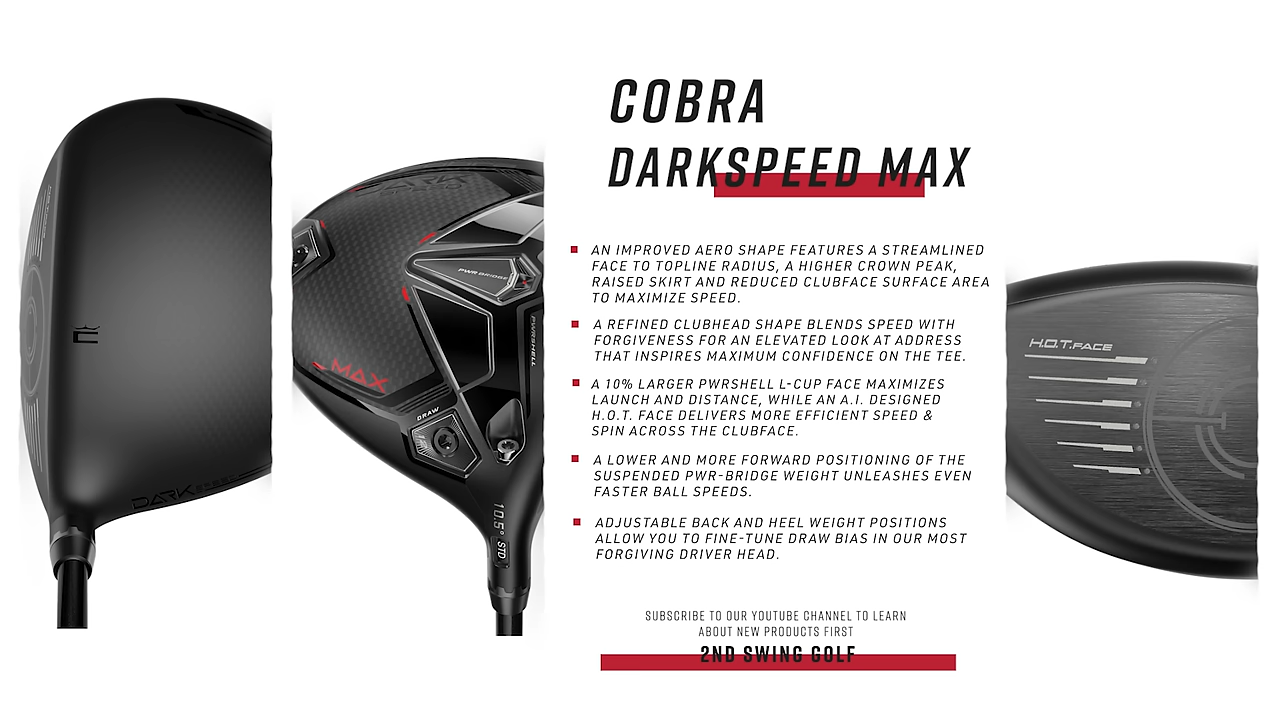 COBRA
DARKSPEED MAX
AN IMPROVED AERO SHAPE FEATURES A STREAMLINED
FACE TO TOPLINE RADIUS, A HIGHER CROWN PEAK,
RAISED SKIRT AND REDUCED CLUBFACE SURFACE AREA
TO MAXIMIZE SPEED.
A REFINED CLUBHEAD SHAPE BLENDS SPEED WITH
FORGIVENESS FOR AN ELEVATED LOOK AT ADDRESS
THAT INSPIRES MAXIMUM CONFIDENCE ON THE TEE.
A 10% LARGER PWRSHELL L-CUP FACE MAXIMIZES
LAUNCH AND DISTANCE, WHILE AN A.I. DESIGNED
H.O.T. FACE DELIVERS MORE EFFICIENT SPEED &
SPIN ACROSS THE CLUBFACE.
A LOWER AND MORE FORWARD POSITIONING OF THE
SUSPENDED PWR-BRIDGE WEIGHT UNLEASHES EVEN
FASTER BALL SPEEDS.
ADJUSTABLE BACK AND HEEL WEIGHT POSITIONS
ALLOW YOU TO FINE-TUNE DRAW BIAS IN OUR MOST
FORGIVING DRIVER HEAD.
SUBSCRIBE TO OUR YOUTUBE CHANNEL TO LEARN
ABOUT NEW PRODUCTS FIRST
2ND SWING GOLF
DARKSPEED
DARK
SPEED
PWR BRIDGE
PWRSHELL
MAX
DRAW
10.5° STD
H.O.T. FACE